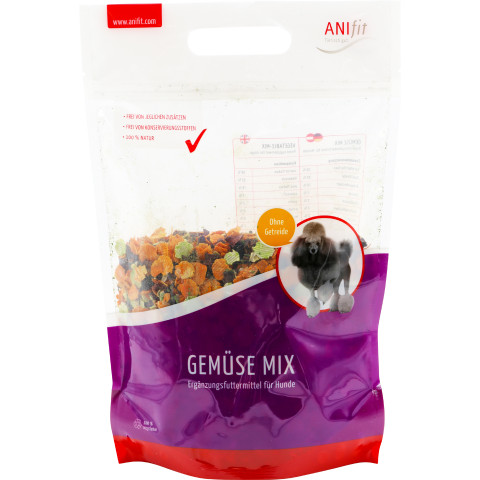 www.anifit.com
ANIfit
• FREI VON JEGLICHEN ZUSÄTZEN
• FREI VON KONSERVIERUNGSSTOFFEN
• 100 % NATUR
Ohne
Getreide
GEMÜSE MIX
Ergänzungsfuttermittel für Hunde